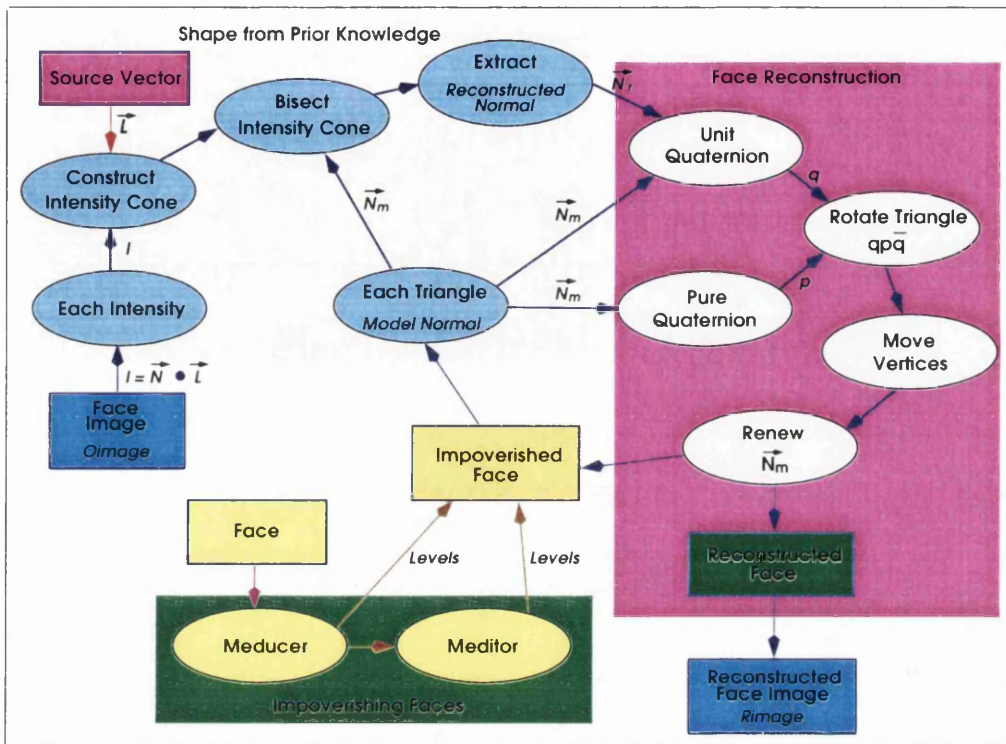 Shape from Prior Knowledge
Source Vector
L
Construct
Intensity Cone
I
Each Intensity
I = N • L
Face
Image
Oimage
Bisect
Intensity Cone
Extract
Reconstructed
Normal
Nr
Nm
Each Triangle
Model Normal
Nm
Nm
Face Reconstruction
Unit
Quaternion
q
Rotate Triangle
qpq̄
Pure
Quaternion
p
Move
Vertices
Renew
Nm
Reconstructed
Face
Reconstructed
Face Image
Rimage
Impoverished
Face
Face
Levels
Levels
Meducer
Meditor
Impoverishing Faces